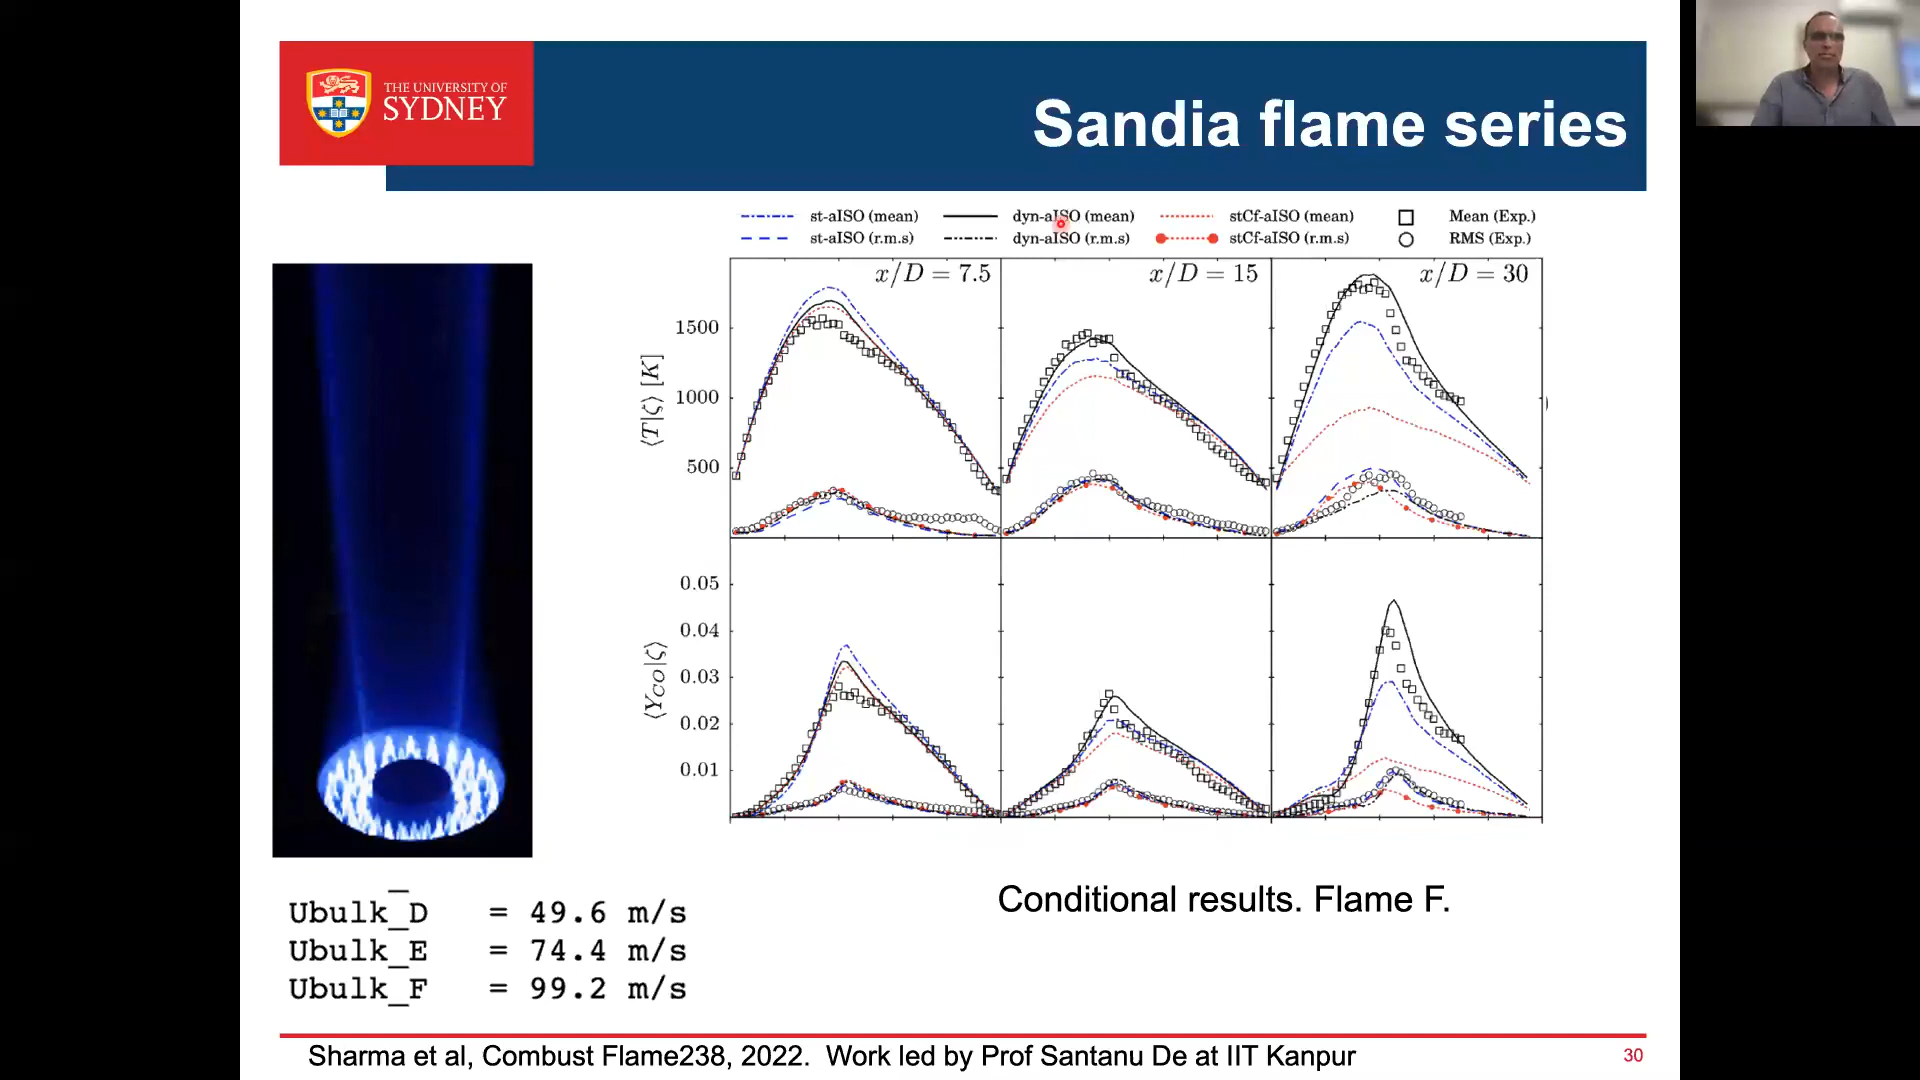 THE UNIVERSITY OF
SYDNEY
Sandia flame series
st-aISO (mean) dyn-aISO (mean) stCf-aISO (mean) Mean (Exp.)
st-aISO (r.m.s) dyn-aISO (r.m.s) stCf-aISO (r.m.s) RMS (Exp.)
x/D = 7.5 x/D = 15 x/D = 30
⟨T|ζ⟩ [K]
1500
1000
500
⟨Y_CO|ζ⟩
0.05
0.04
0.03
0.02
0.01
Ubulk_D = 49.6 m/s
Ubulk_E = 74.4 m/s
Ubulk_F = 99.2 m/s
Conditional results. Flame F.
Sharma et al, Combust Flame238, 2022. Work led by Prof Santanu De at IIT Kanpur
30